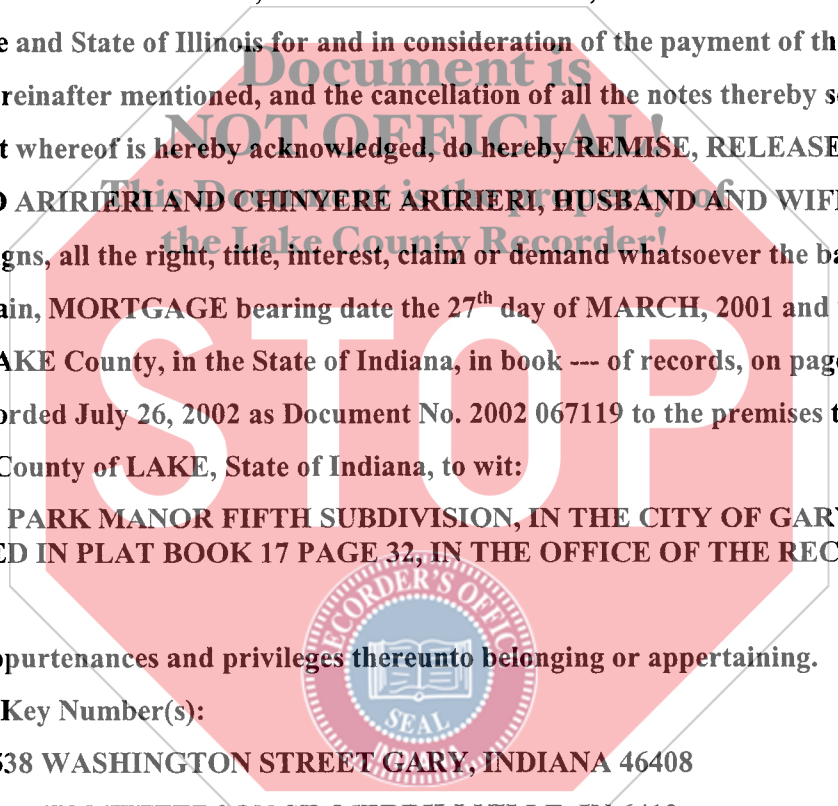 e and State of Illinois for and in consideration of the payment of th
Document is
reinafter mentioned, and the cancellation of all the notes thereby s
NOT OFFICIAL!
t whereof is hereby acknowledged, do hereby REMISE, RELEASE
This Document is the property of
ARIRIERI AND CHINYERE ARIRIERI, HUSBAND AND WIF
the Lake County Recorder!
gns, all the right, title, interest, claim or demand whatsoever the ba
ain, MORTGAGE bearing date the 27th day of MARCH, 2001 and
AKE County, in the State of Indiana, in book --- of records, on page
STOP
orded July 26, 2002 as Document No. 2002 067119 to the premises t
County of LAKE, State of Indiana, to wit:
PARK MANOR FIFTH SUBDIVISION, IN THE CITY OF GARY
ED IN PLAT BOOK 17 PAGE 32, IN THE OFFICE OF THE REC
RECORDER'S OFFICE
ppurtenances and privileges thereunto belonging or appertaining.
Key Number(s):
SEAL
538 WASHINGTON STREET GARY, INDIANA 46408